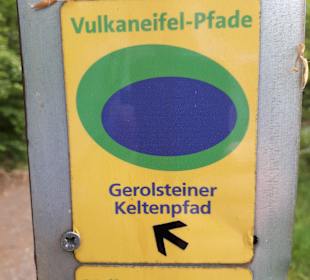 Vulkaneifel-Pfade
Gerolsteiner
Keltenpfad